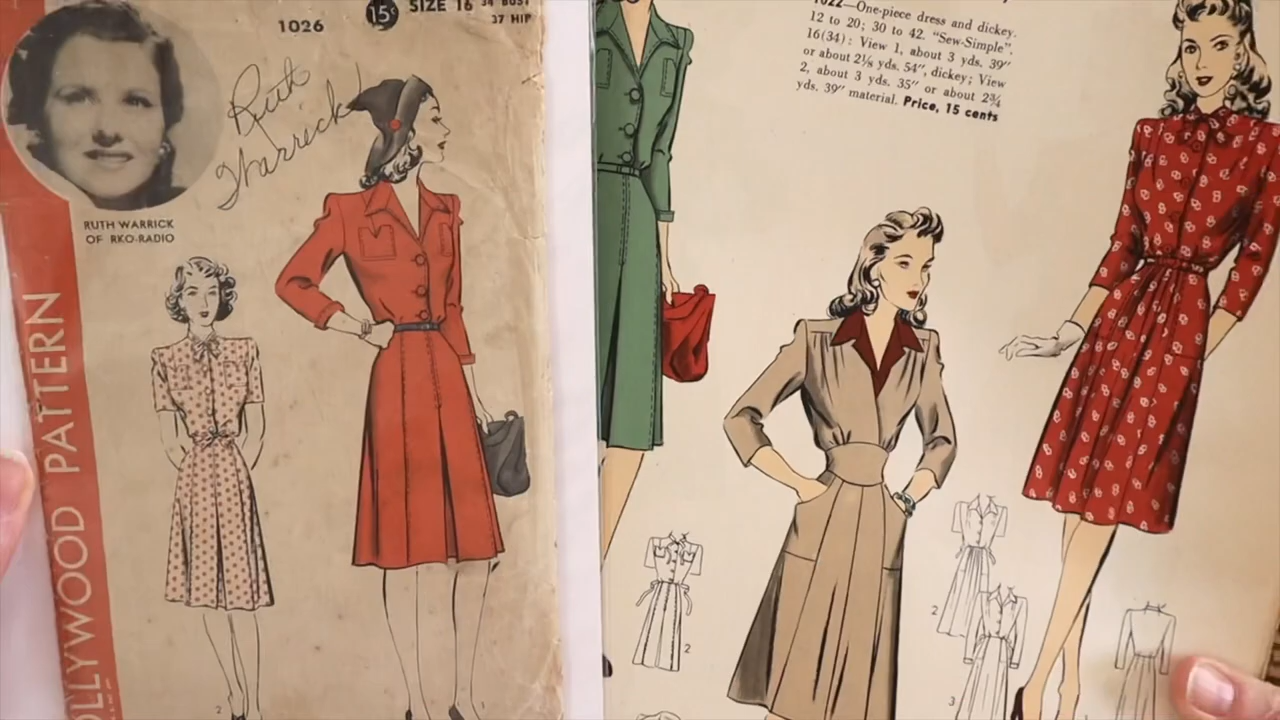 1026
15¢
SIZE 16 34 BUST
37 HIP
Ruth
Warrick
RUTH WARRICK
OF RKO-RADIO
OLLYWOOD PATTERN
2
1
1022—One-piece dress and dickey.
12 to 20; 30 to 42. "Sew-Simple".
16(34): View 1, about 3 yds. 39"
or about 2⅛ yds. 54", dickey; View
2, about 3 yds. 35" or about 2¾
yds. 39" material. Price, 15 cents
2
2
3